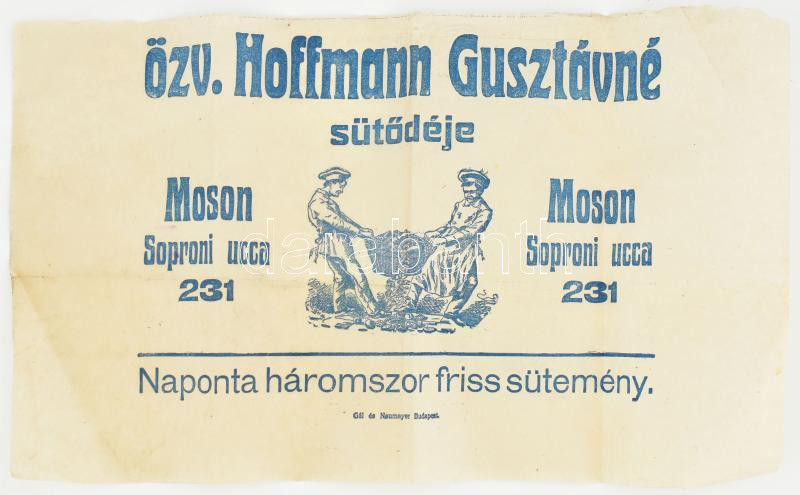 özv. Hoffmann Gusztávné
sütődéje
Moson
Soproni ucca
231
Moson
Soproni ucca
231
darabanth
Naponta háromszor friss sütemény.
Gál és Neumayer Budapest.